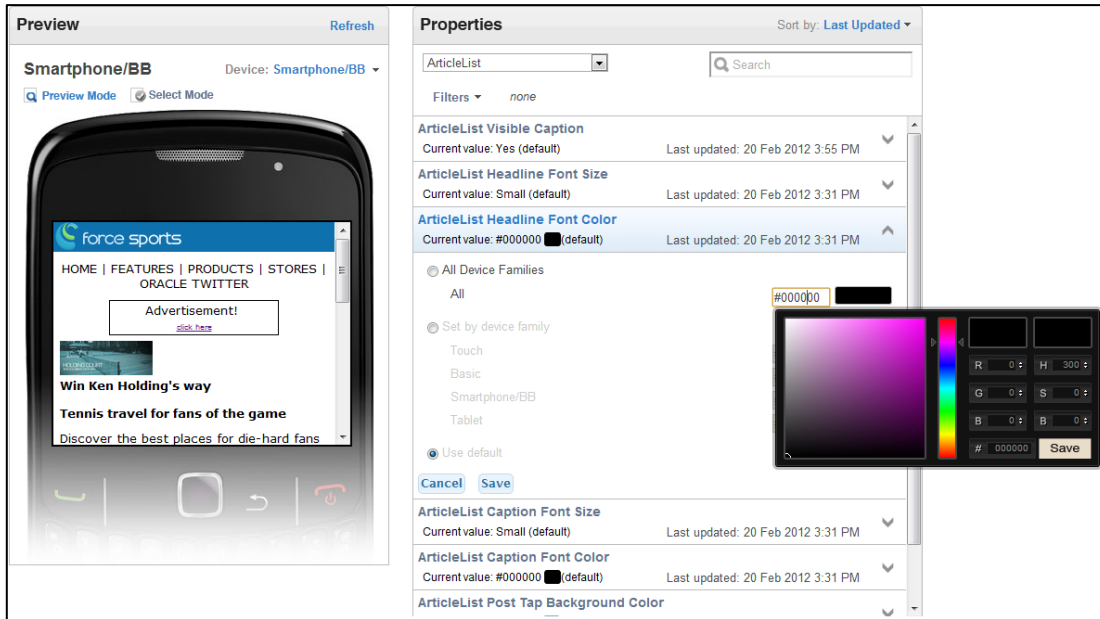 Preview
Refresh
Smartphone/BB
Device: Smartphone/BB
Preview Mode
Select Mode
force sports
HOME | FEATURES | PRODUCTS | STORES |
ORACLE TWITTER
Advertisement!
click here
HOLDING COURT
Win Ken Holding's way
Tennis travel for fans of the game
Discover the best places for die-hard fans
Properties
Sort by: Last Updated
ArticleList
Search
Filters
none
ArticleList Visible Caption
Current value: Yes (default)
Last updated: 20 Feb 2012 3:55 PM
ArticleList Headline Font Size
Current value: Small (default)
Last updated: 20 Feb 2012 3:31 PM
ArticleList Headline Font Color
Current value: #000000 (default)
Last updated: 20 Feb 2012 3:31 PM
All Device Families
All
#000000
Set by device family
Touch
Basic
Smartphone/BB
Tablet
Use default
Cancel
Save
R 0 H 300
G 0 S 0
B 0 B 0
# 000000 Save
ArticleList Caption Font Size
Current value: Small (default)
Last updated: 20 Feb 2012 3:31 PM
ArticleList Caption Font Color
Current value: #000000 (default)
Last updated: 20 Feb 2012 3:31 PM
ArticleList Post Tap Background Color